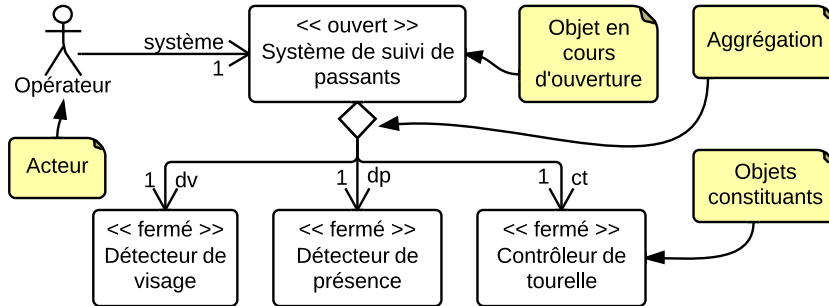 système
1
Opérateur
<< ouvert >>
Système de suivi de
passants
Objet en
cours
d'ouverture
Aggrégation
Acteur
1 dv
1 dp
1 ct
Objets
constituants
<< fermé >>
Détecteur de
visage
<< fermé >>
Détecteur de
présence
<< fermé >>
Contrôleur de
tourelle